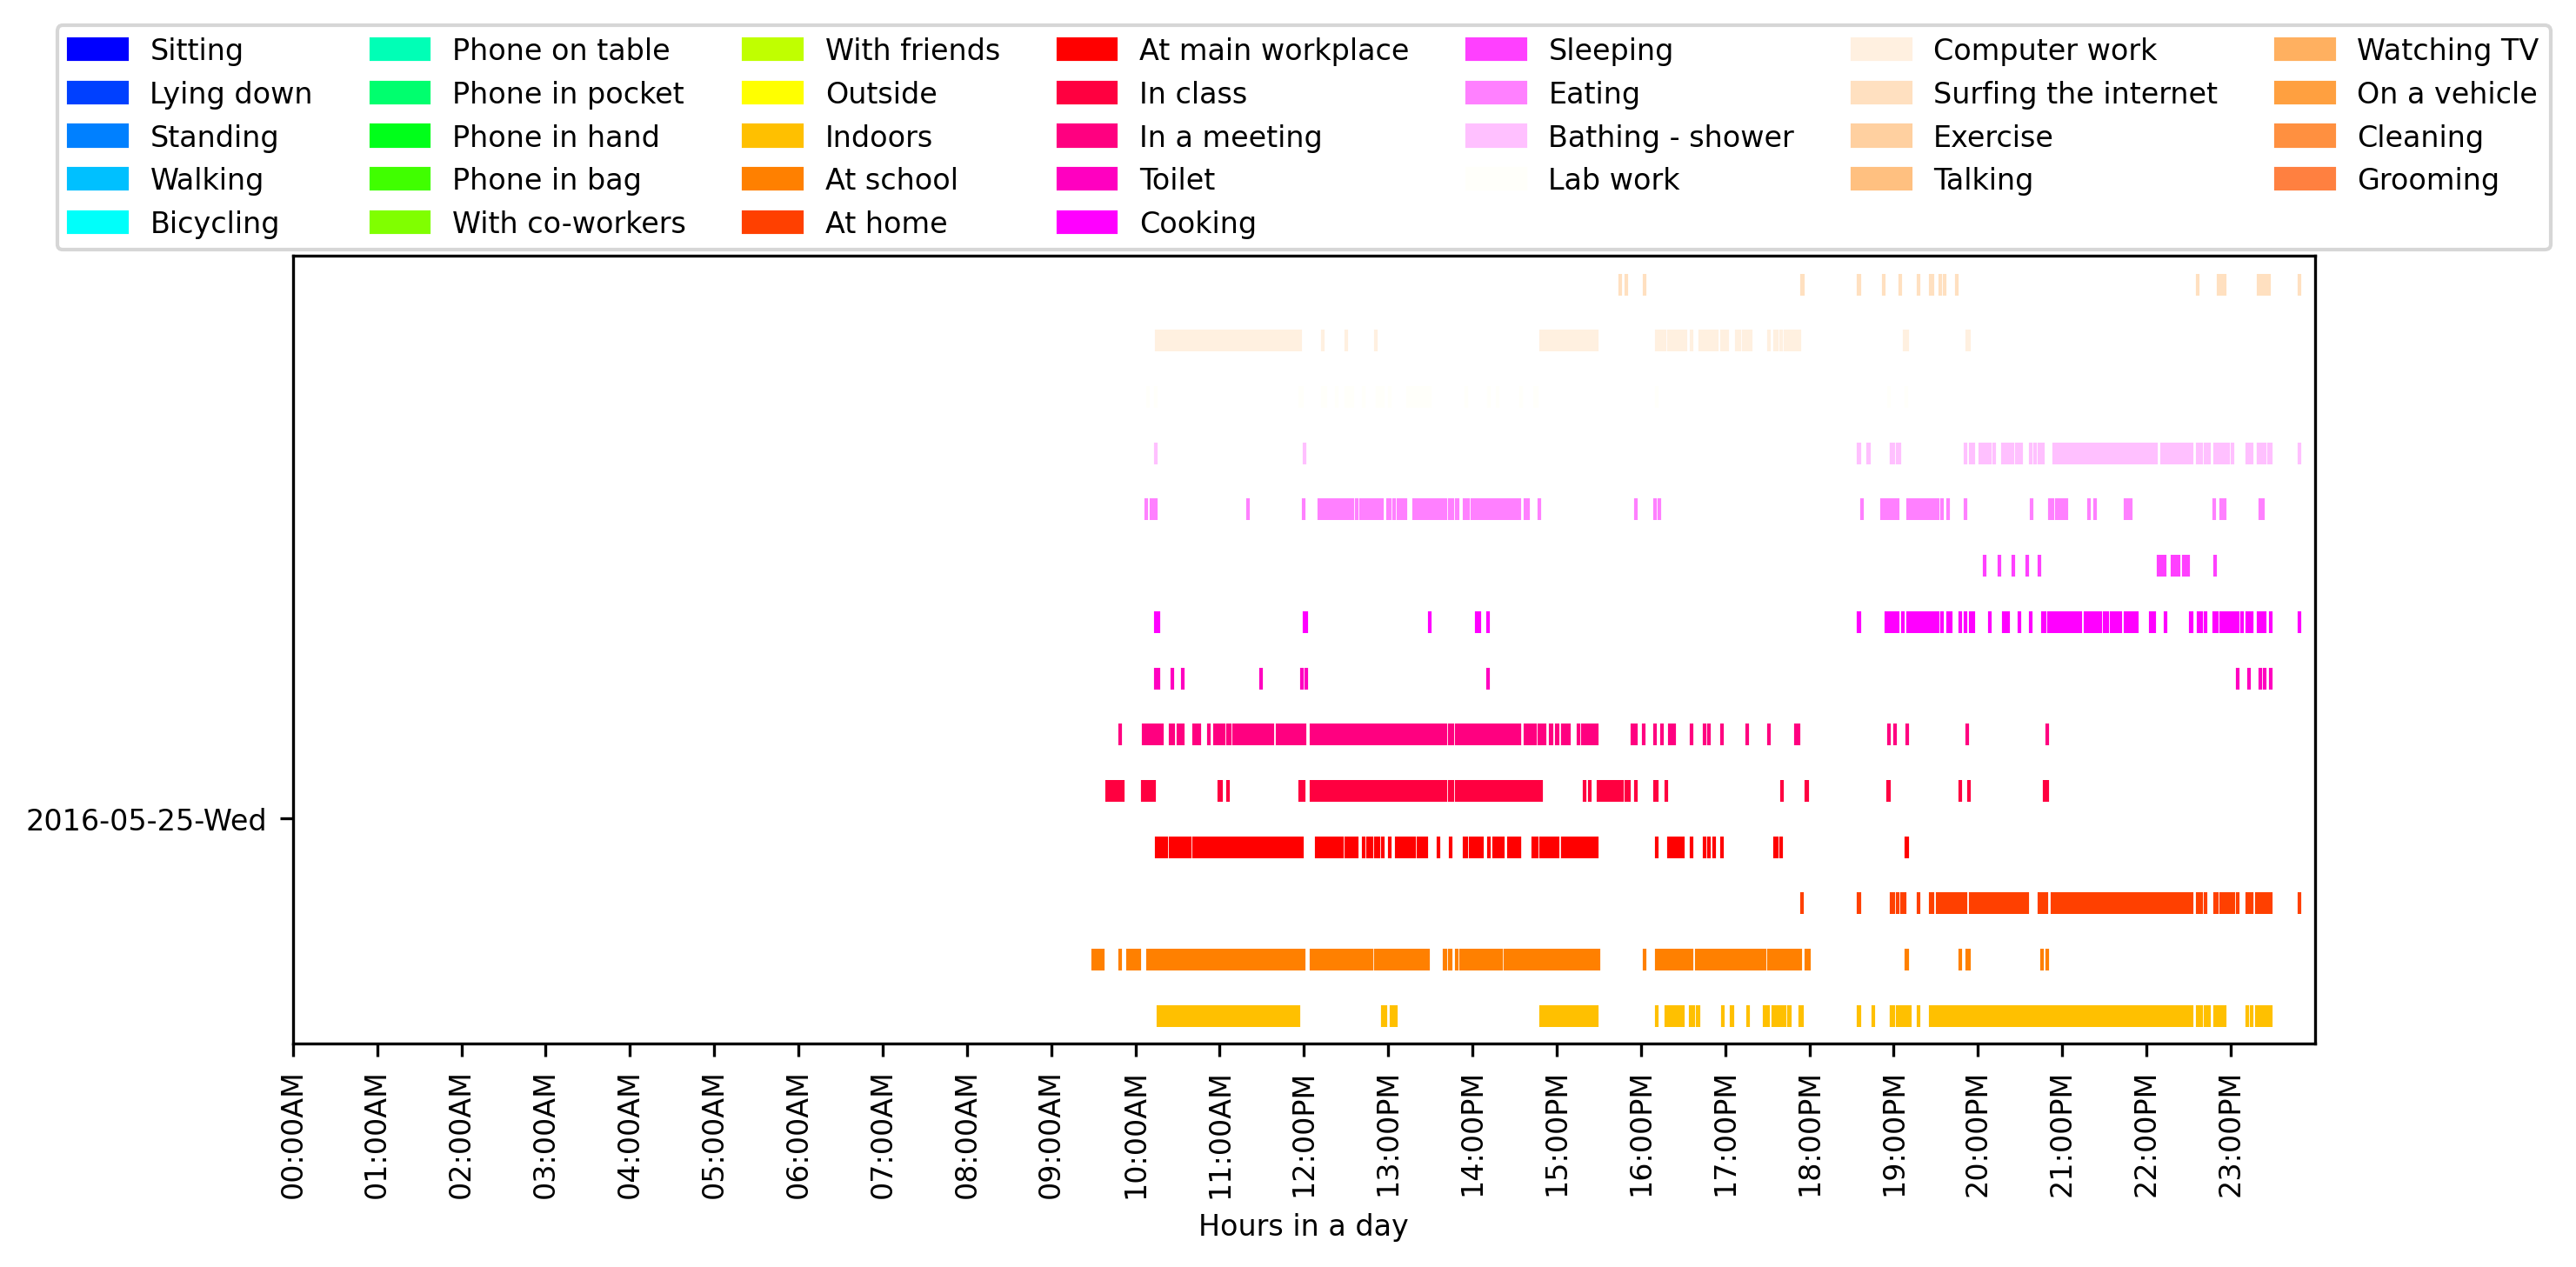 Sitting Phone on table With friends At main workplace Sleeping Computer work Watching TV
Lying down Phone in pocket Outside In class Eating Surfing the internet On a vehicle
Standing Phone in hand Indoors In a meeting Bathing - shower Exercise Cleaning
Walking Phone in bag At school Toilet Lab work Talking Grooming
Bicycling With co-workers At home Cooking
2016-05-25-Wed
00:00AM
01:00AM
02:00AM
03:00AM
04:00AM
05:00AM
06:00AM
07:00AM
08:00AM
09:00AM
10:00AM
11:00AM
12:00PM
13:00PM
14:00PM
15:00PM
16:00PM
17:00PM
18:00PM
19:00PM
20:00PM
21:00PM
22:00PM
23:00PM
Hours in a day